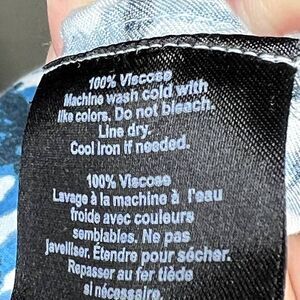 100% Viscose
Machine wash cold with
like colors. Do not bleach.
Line dry.
Cool Iron if needed.
100% Viscose
Lavage à la machine à l'eau
froide avec couleurs
semblables. Ne pas
javelliser. Étendre pour sécher.
Repasser au fer tiède
si nécessaire.